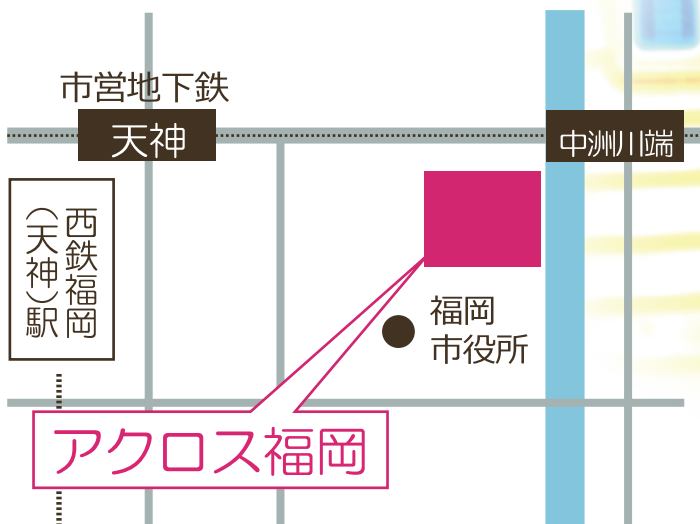 市営地下鉄
天神
中洲川端
西鉄福岡
（天神）駅
福岡
市役所
アクロス福岡